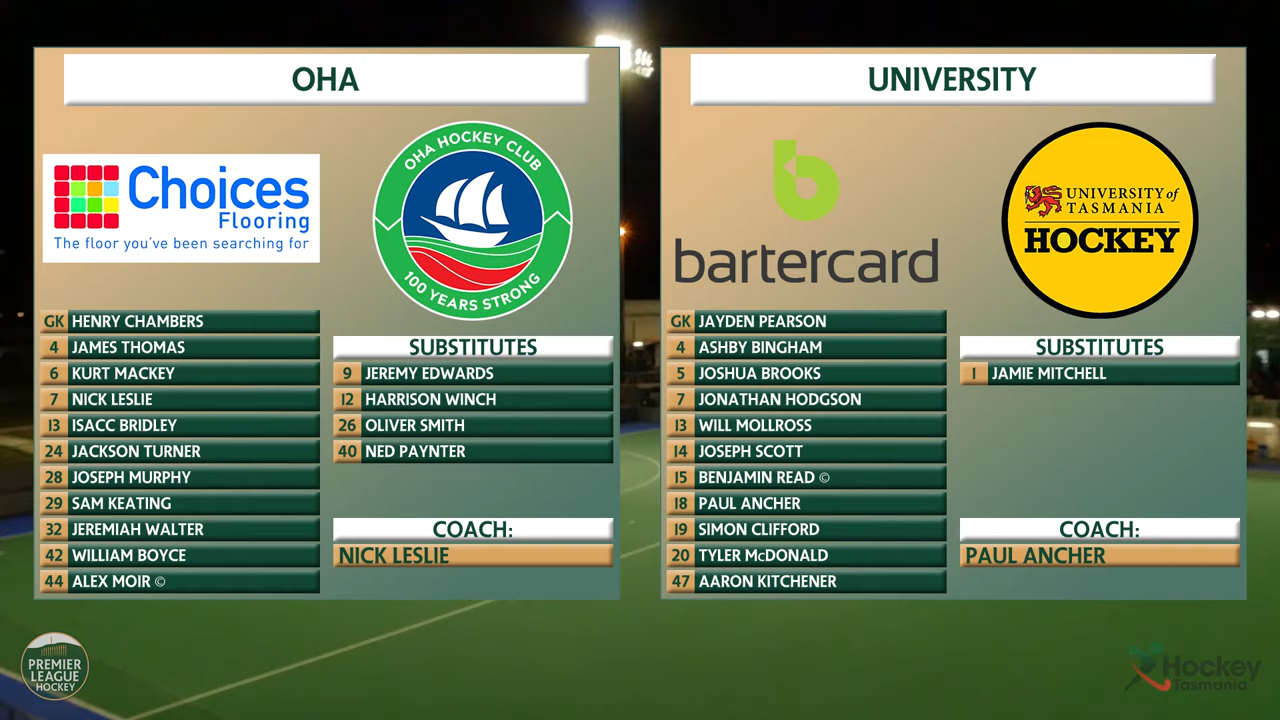 OHA
Choices
Flooring
The floor you've been searching for
OHA HOCKEY CLUB
100 YEARS STRONG
GK HENRY CHAMBERS
4 JAMES THOMAS
6 KURT MACKEY
7 NICK LESLIE
13 ISACC BRIDLEY
24 JACKSON TURNER
28 JOSEPH MURPHY
29 SAM KEATING
32 JEREMIAH WALTER
42 WILLIAM BOYCE
44 ALEX MOIR ©
SUBSTITUTES
9 JEREMY EDWARDS
12 HARRISON WINCH
26 OLIVER SMITH
40 NED PAYNTER
COACH:
NICK LESLIE
UNIVERSITY
b
bartercard
UNIVERSITY of
TASMANIA
HOCKEY
GK JAYDEN PEARSON
4 ASHBY BINGHAM
5 JOSHUA BROOKS
7 JONATHAN HODGSON
13 WILL MOLLROSS
14 JOSEPH SCOTT
15 BENJAMIN READ ©
18 PAUL ANCHER
19 SIMON CLIFFORD
20 TYLER McDONALD
47 AARON KITCHENER
SUBSTITUTES
1 JAMIE MITCHELL
COACH:
PAUL ANCHER
PREMIER
LEAGUE
HOCKEY
Hockey
Tasmania